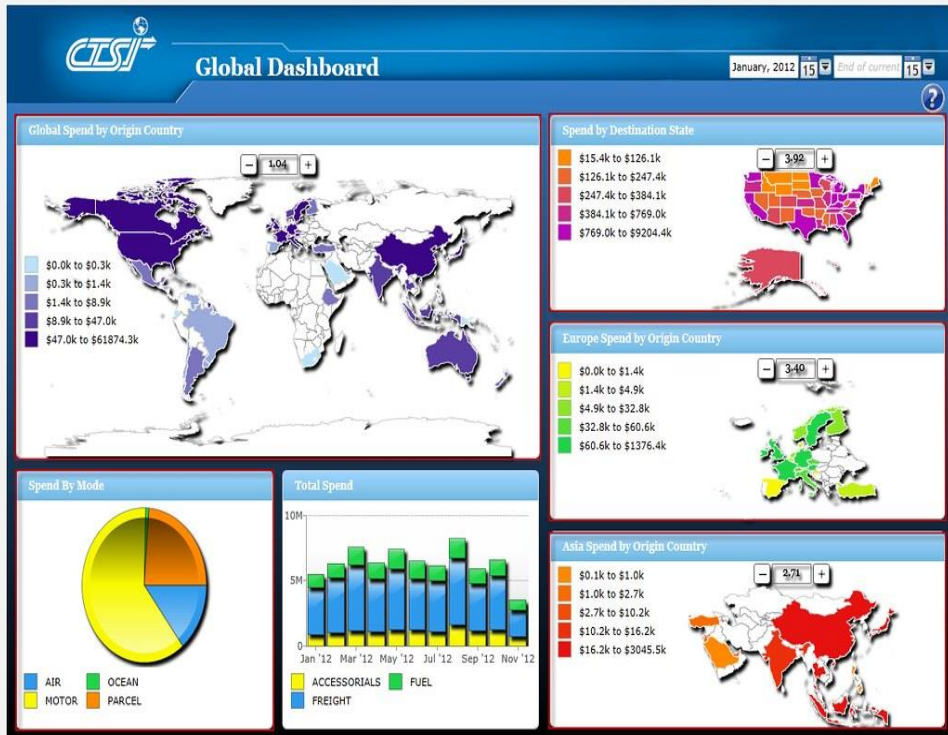 CTSI
Global Dashboard
January, 2012 15 End of current 15
?
Global Spend by Origin Country
1.04
$0.0k to $0.3k
$0.3k to $1.4k
$1.4k to $8.9k
$8.9k to $47.0k
$47.0k to $61874.3k
Spend by Destination State
3.92
$15.4k to $126.1k
$126.1k to $247.4k
$247.4k to $384.1k
$384.1k to $769.0k
$769.0k to $9204.4k
Europe Spend by Origin Country
3.40
$0.0k to $1.4k
$1.4k to $4.9k
$4.9k to $32.8k
$32.8k to $60.6k
$60.6k to $1376.4k
Spend By Mode
AIR OCEAN
MOTOR PARCEL
Total Spend
10M
5M
0
Jan '12 Mar '12 May '12 Jul '12 Sep '12 Nov '12
ACCESSORIALS FUEL
FREIGHT
Asia Spend by Origin Country
2.71
$0.1k to $1.0k
$1.0k to $2.7k
$2.7k to $10.2k
$10.2k to $16.2k
$16.2k to $3045.5k